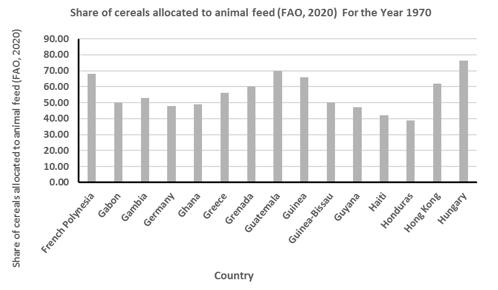 Share of cereals allocated to animal feed (FAO, 2020)  For the Year 1970
Share of cereals allocated to animal feed (FAO, 2020)
90.00
80.00
70.00
60.00
50.00
40.00
30.00
20.00
10.00
0.00
French Polynesia
Gabon
Gambia
Germany
Ghana
Greece
Grenada
Guatemala
Guinea
Guinea-Bissau
Guyana
Haiti
Honduras
Hong Kong
Hungary
Country